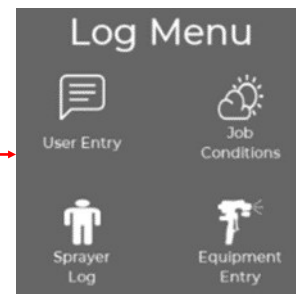 Log Menu
User Entry
Job
Conditions
Sprayer
Log
Equipment
Entry